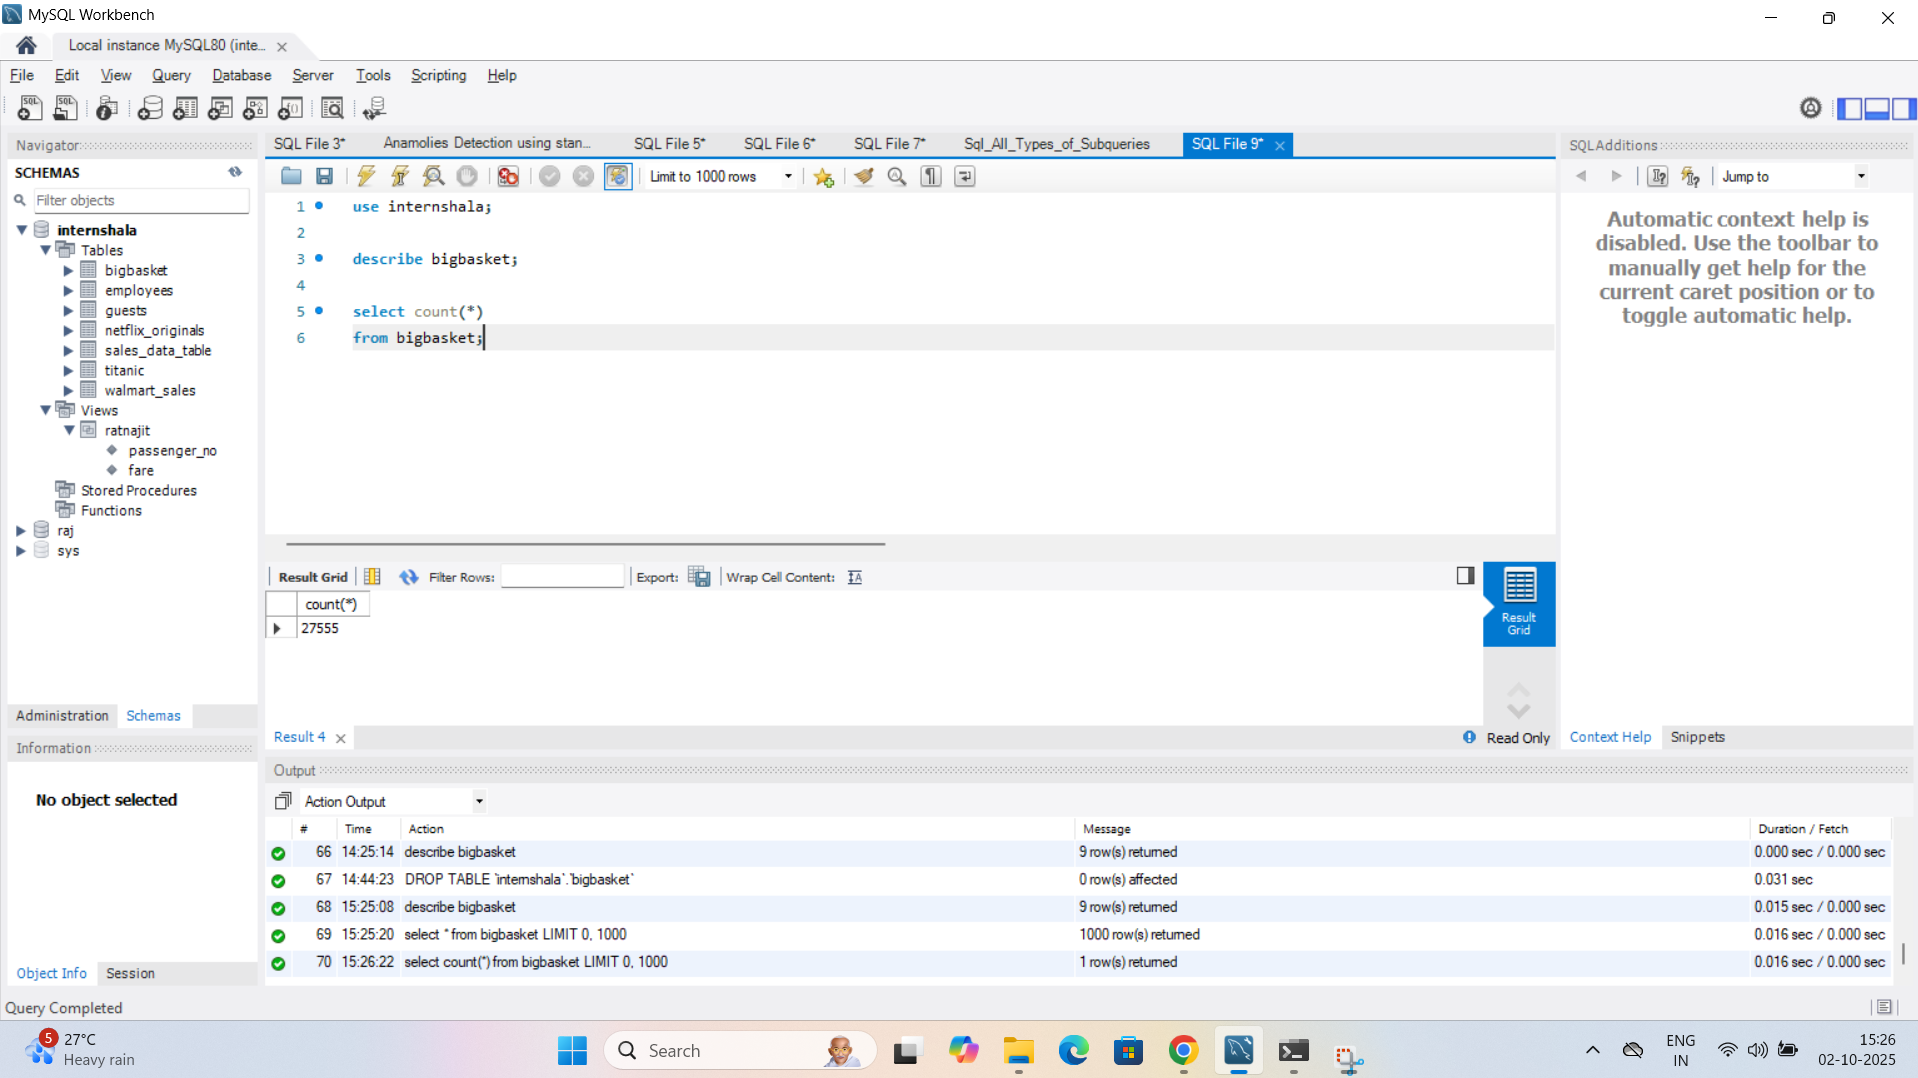 MySQL Workbench
Local instance MySQL80 (inte...
File Edit View Query Database Server Tools Scripting Help
Navigator
SCHEMAS
Filter objects
internshala
Tables
bigbasket
employees
guests
netflix_originals
sales_data_table
titanic
walmart_sales
Views
ratnajit
passenger_no
fare
Stored Procedures
Functions
raj
sys
Administration Schemas
Information
No object selected
Object Info Session
SQL File 3* Anamolies Detection using stan... SQL File 5* SQL File 6* SQL File 7* Sql_All_Types_of_Subqueries SQL File 9*
Limit to 1000 rows
1 use internshala;
2
3 describe bigbasket;
4
5 select count(*)
6 from bigbasket;
Result Grid Filter Rows: Export: Wrap Cell Content:
count(*)
27555
Result Grid
Result 4
Read Only
SQLAdditions
Jump to
Automatic context help is
disabled. Use the toolbar to
manually get help for the
current caret position or to
toggle automatic help.
Context Help Snippets
Output
Action Output
# Time Action Message Duration / Fetch
66 14:25:14 describe bigbasket 9 row(s) returned 0.000 sec / 0.000 sec
67 14:44:23 DROP TABLE `internshala`.`bigbasket` 0 row(s) affected 0.031 sec
68 15:25:08 describe bigbasket 9 row(s) returned 0.015 sec / 0.000 sec
69 15:25:20 select * from bigbasket LIMIT 0, 1000 1000 row(s) returned 0.016 sec / 0.000 sec
70 15:26:22 select count(*) from bigbasket LIMIT 0, 1000 1 row(s) returned 0.016 sec / 0.000 sec
Query Completed
5
27°C
Heavy rain
Search
ENG
IN
15:26
02-10-2025